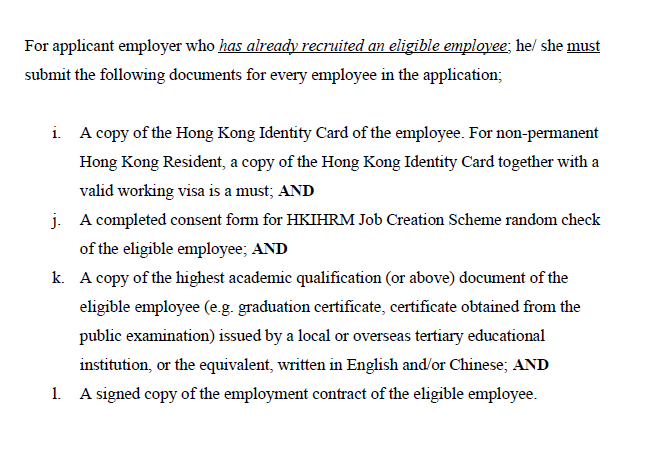 For applicant employer who has already recruited an eligible employee; he/ she must
submit the following documents for every employee in the application;
i. A copy of the Hong Kong Identity Card of the employee. For non-permanent
Hong Kong Resident, a copy of the Hong Kong Identity Card together with a
valid working visa is a must; AND
j. A completed consent form for HKIHRM Job Creation Scheme random check
of the eligible employee; AND
k. A copy of the highest academic qualification (or above) document of the
eligible employee (e.g. graduation certificate, certificate obtained from the
public examination) issued by a local or overseas tertiary educational
institution, or the equivalent, written in English and/or Chinese; AND
l. A signed copy of the employment contract of the eligible employee.